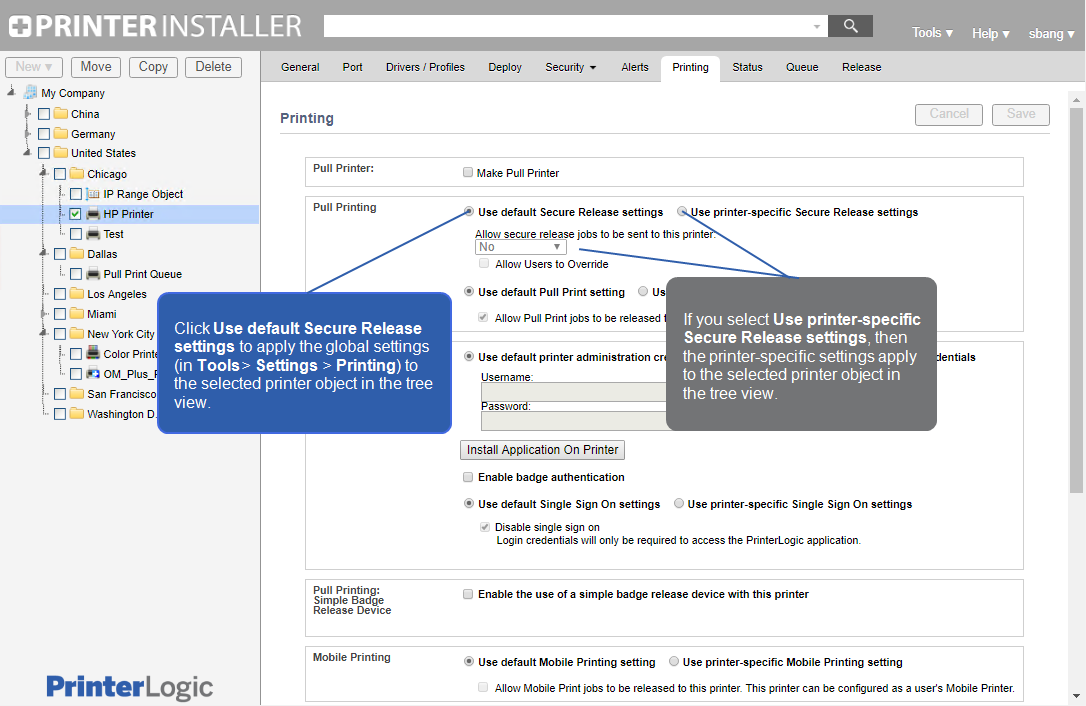 PRINTER INSTALLER
Tools ▾ Help ▾ sbang ▾
New ▾ Move Copy Delete
General Port Drivers / Profiles Deploy Security ▾ Alerts Printing Status Queue Release
My Company
China
Germany
United States
Chicago
IP Range Object
HP Printer
Test
Dallas
Pull Print Queue
Los Angeles
Miami
New York City
Color Printe
OM_Plus_
San Francisco
Washington D.
PrinterLogic
Printing
Cancel Save
Pull Printer:
Make Pull Printer
Pull Printing
Use default Secure Release settings Use printer-specific Secure Release settings
Allow secure release jobs to be sent to this printer:
No
Allow Users to Override
Use default Pull Print setting Us
Allow Pull Print jobs to be released
Use default printer administration cre
dentials
Username:
Password:
Install Application On Printer
Enable badge authentication
Use default Single Sign On settings Use printer-specific Single Sign On settings
Disable single sign on
Login credentials will only be required to access the PrinterLogic application.
Pull Printing:
Simple Badge
Release Device
Enable the use of a simple badge release device with this printer
Mobile Printing
Use default Mobile Printing setting Use printer-specific Mobile Printing setting
Allow Mobile Print jobs to be released to this printer. This printer can be configured as a user's Mobile Printer.
Click Use default Secure Release
settings to apply the global settings
(in Tools > Settings > Printing) to
the selected printer object in the tree
view.
If you select Use printer-specific
Secure Release settings, then
the printer-specific settings apply
to the selected printer object in
the tree view.